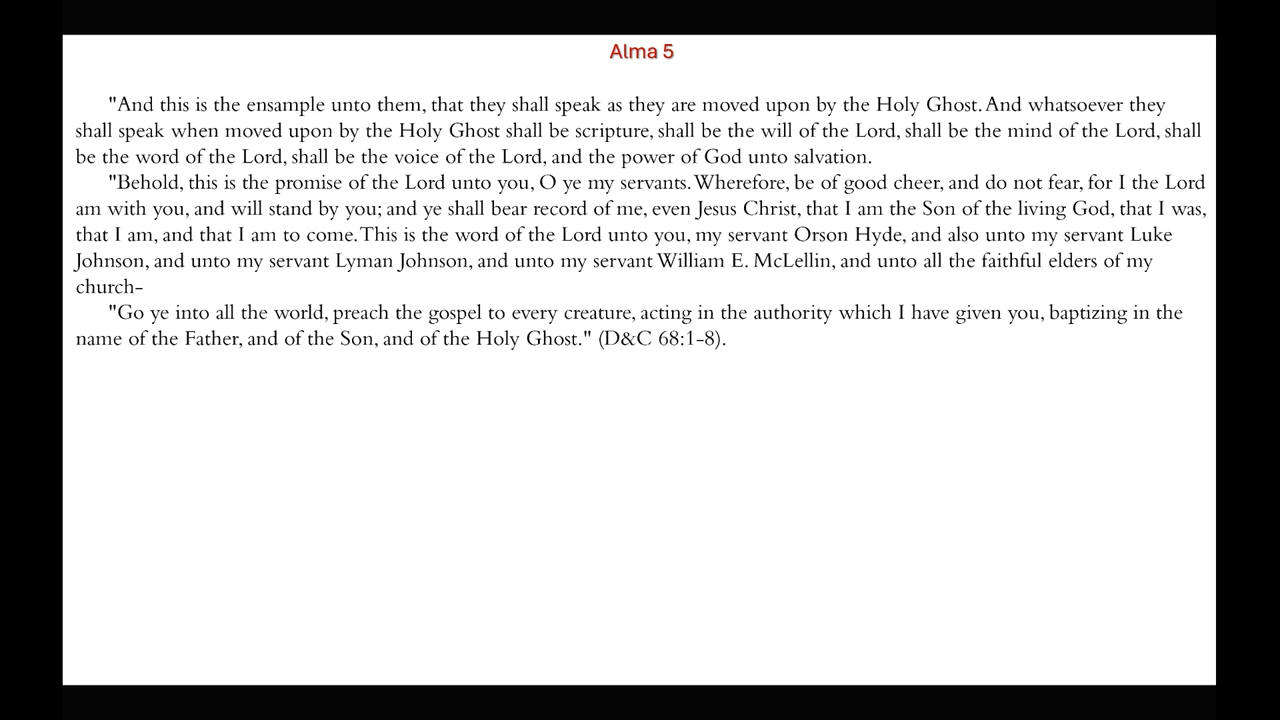 Alma 5
"And this is the ensample unto them, that they shall speak as they are moved upon by the Holy Ghost. And whatsoever they
shall speak when moved upon by the Holy Ghost shall be scripture, shall be the will of the Lord, shall be the mind of the Lord, shall
be the word of the Lord, shall be the voice of the Lord, and the power of God unto salvation.
"Behold, this is the promise of the Lord unto you, O ye my servants. Wherefore, be of good cheer, and do not fear, for I the Lord
am with you, and will stand by you; and ye shall bear record of me, even Jesus Christ, that I am the Son of the living God, that I was,
that I am, and that I am to come. This is the word of the Lord unto you, my servant Orson Hyde, and also unto my servant Luke
Johnson, and unto my servant Lyman Johnson, and unto my servant William E. McLellin, and unto all the faithful elders of my
church-
"Go ye into all the world, preach the gospel to every creature, acting in the authority which I have given you, baptizing in the
name of the Father, and of the Son, and of the Holy Ghost." (D&C 68:1-8).